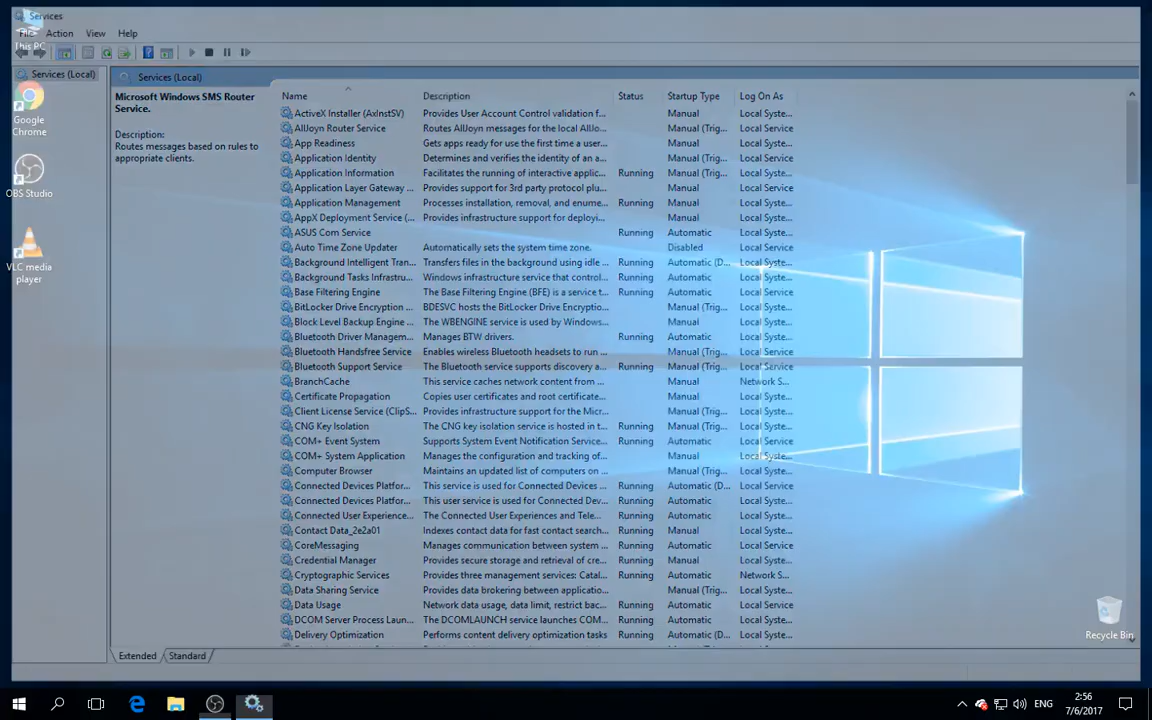 Services
This PC
File Action View Help
Services (Local)
Services (Local)
Google Chrome
OBS Studio
VLC media player
Microsoft Windows SMS Router Service.
Description:
Routes messages based on rules to
appropriate clients.
Name Description Status Startup Type Log On As
ActiveX Installer (AxInstSV) Provides User Account Control validation f... Manual Local Syste...
AllJoyn Router Service Routes AllJoyn messages for the local AllJo... Manual (Trig... Local Service
App Readiness Gets apps ready for use the first time a user... Manual Local Syste...
Application Identity Determines and verifies the identity of an a... Manual (Trig... Local Service
Application Information Facilitates the running of interactive applic... Running Manual (Trig... Local Syste...
Application Layer Gateway ... Provides support for 3rd party protocol plu... Manual Local Service
Application Management Processes installation, removal, and enume... Running Manual Local Syste...
AppX Deployment Service (... Provides infrastructure support for deployi... Manual Local Syste...
ASUS Com Service Running Automatic Local Syste...
Auto Time Zone Updater Automatically sets the system time zone. Disabled Local Service
Background Intelligent Tran... Transfers files in the background using idle ... Running Automatic (D... Local Syste...
Background Tasks Infrastru... Windows infrastructure service that control... Running Automatic Local Syste...
Base Filtering Engine The Base Filtering Engine (BFE) is a service t... Running Automatic Local Service
BitLocker Drive Encryption ... BDESVC hosts the BitLocker Drive Encryptio... Manual (Trig... Local Syste...
Block Level Backup Engine ... The WBENGINE service is used by Windows... Manual Local Syste...
Bluetooth Driver Managem... Manages BTW drivers. Running Automatic Local Syste...
Bluetooth Handsfree Service Enables wireless Bluetooth headsets to run ... Manual (Trig... Local Service
Bluetooth Support Service The Bluetooth service supports discovery a... Running Manual (Trig... Local Service
BranchCache This service caches network content from ... Manual Network S...
Certificate Propagation Copies user certificates and root certificate... Manual Local Syste...
Client License Service (ClipS... Provides infrastructure support for the Micr... Manual (Trig... Local Syste...
CNG Key Isolation The CNG key isolation service is hosted in t... Running Manual (Trig... Local Syste...
COM+ Event System Supports System Event Notification Service... Running Automatic Local Service
COM+ System Application Manages the configuration and tracking of... Manual Local Syste...
Computer Browser Maintains an updated list of computers on ... Manual (Trig... Local Syste...
Connected Devices Platfor... This service is used for Connected Devices ... Running Automatic (D... Local Service
Connected Devices Platfor... This user service is used for Connected Dev... Running Automatic Local Syste...
Connected User Experience... The Connected User Experiences and Tele... Running Automatic Local Syste...
Contact Data_2e2a01 Indexes contact data for fast contact search... Running Manual Local Syste...
CoreMessaging Manages communication between system ... Running Automatic Local Service
Credential Manager Provides secure storage and retrieval of cre... Running Manual Local Syste...
Cryptographic Services Provides three management services: Catal... Running Automatic Network S...
Data Sharing Service Provides data brokering between applicatio... Manual (Trig... Local Syste...
Data Usage Network data usage, data limit, restrict bac... Running Automatic Local Service
DCOM Server Process Laun... The DCOMLAUNCH service launches COM... Running Automatic Local Syste...
Delivery Optimization Performs content delivery optimization tasks Running Automatic (D... Local Syste...
Recycle Bin
Extended Standard
ENG
2:56
7/6/2017